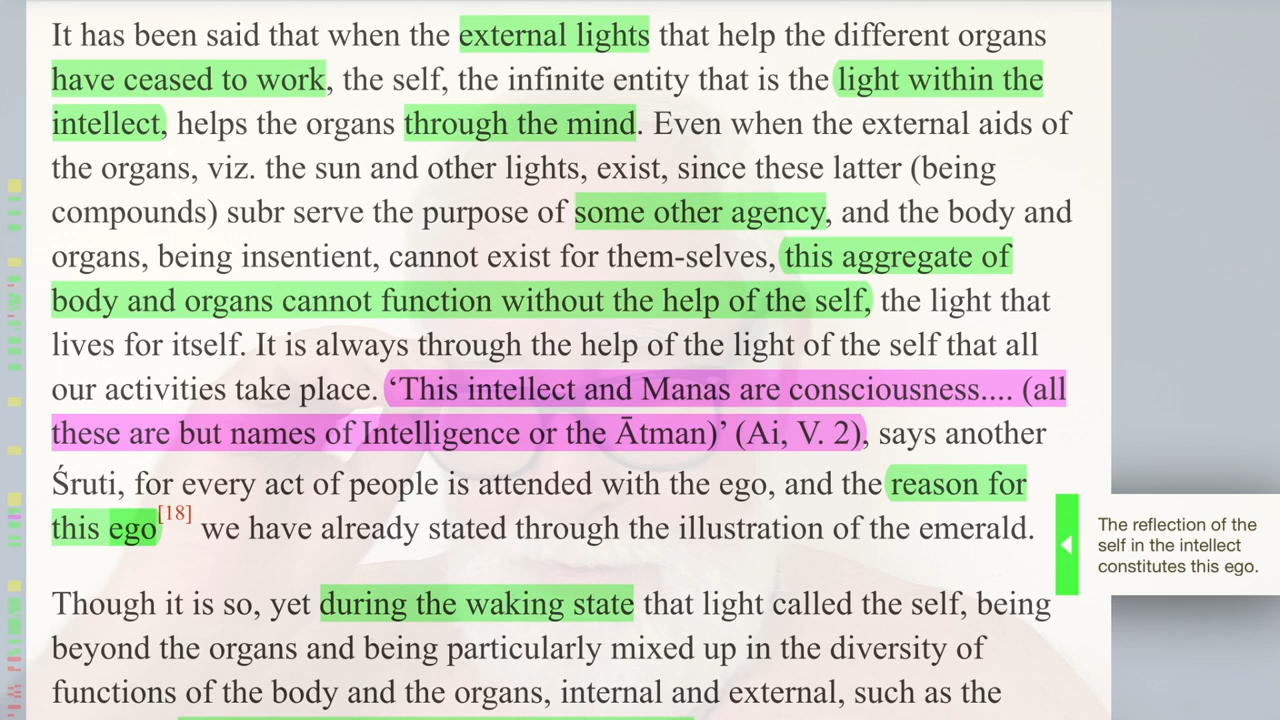 It has been said that when the external lights that help the different organs
have ceased to work, the self, the infinite entity that is the light within the
intellect, helps the organs through the mind. Even when the external aids of
the organs, viz. the sun and other lights, exist, since these latter (being
compounds) subr serve the purpose of some other agency, and the body and
organs, being insentient, cannot exist for them-selves, this aggregate of
body and organs cannot function without the help of the self, the light that
lives for itself. It is always through the help of the light of the self that all
our activities take place. ‘This intellect and Manas are consciousness.... (all
these are but names of Intelligence or the Ātman)’ (Ai, V. 2), says another
Śruti, for every act of people is attended with the ego, and the reason for
this ego[18] we have already stated through the illustration of the emerald.
The reflection of the
self in the intellect
constitutes this ego.
Though it is so, yet during the waking state that light called the self, being
beyond the organs and being particularly mixed up in the diversity of
functions of the body and the organs, internal and external, such as the